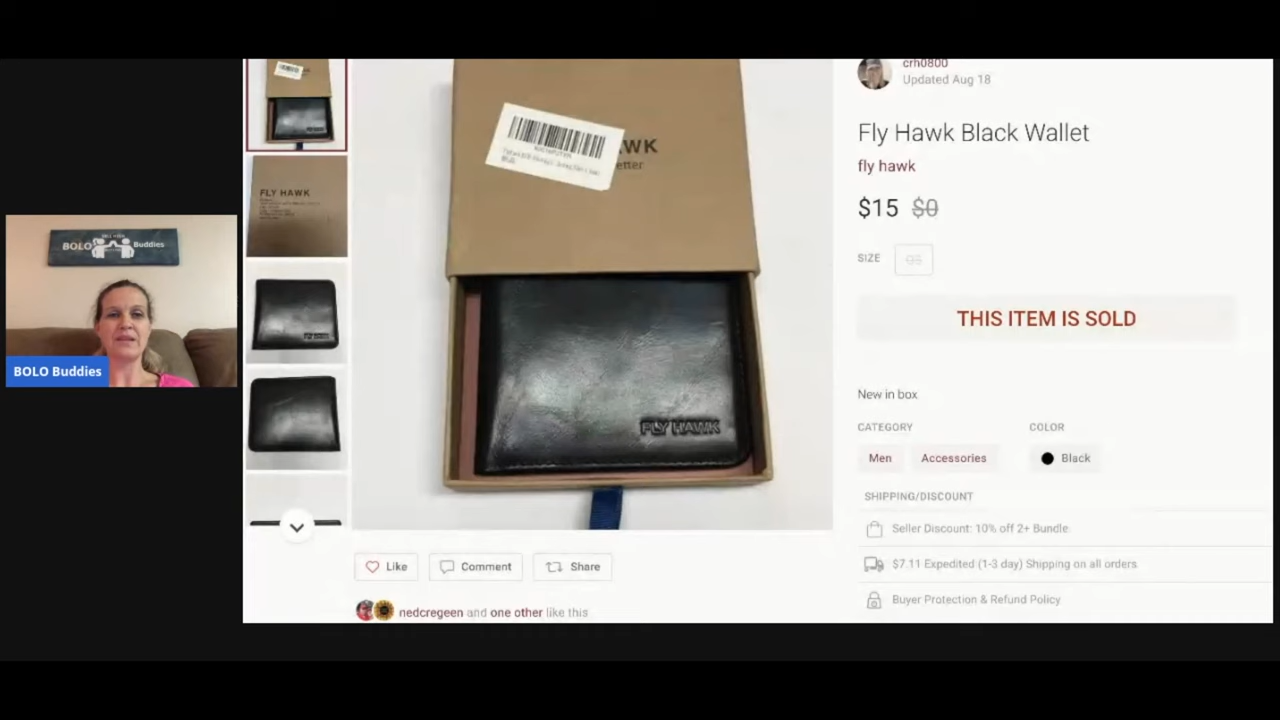 crh0800
Updated Aug 18
Fly Hawk Black Wallet
fly hawk
$15 $0
SIZE OS
THIS ITEM IS SOLD
New in box
CATEGORY
COLOR
Men
Accessories
Black
SHIPPING/DISCOUNT
Seller Discount: 10% off 2+ Bundle
$7.11 Expedited (1-3 day) Shipping on all orders
Buyer Protection & Refund Policy
WK
etter
FLY HAWK
FLY HAWK
Like
Comment
Share
nedcregeen and one other like this
BOLO
Buddies
BOLO Buddies